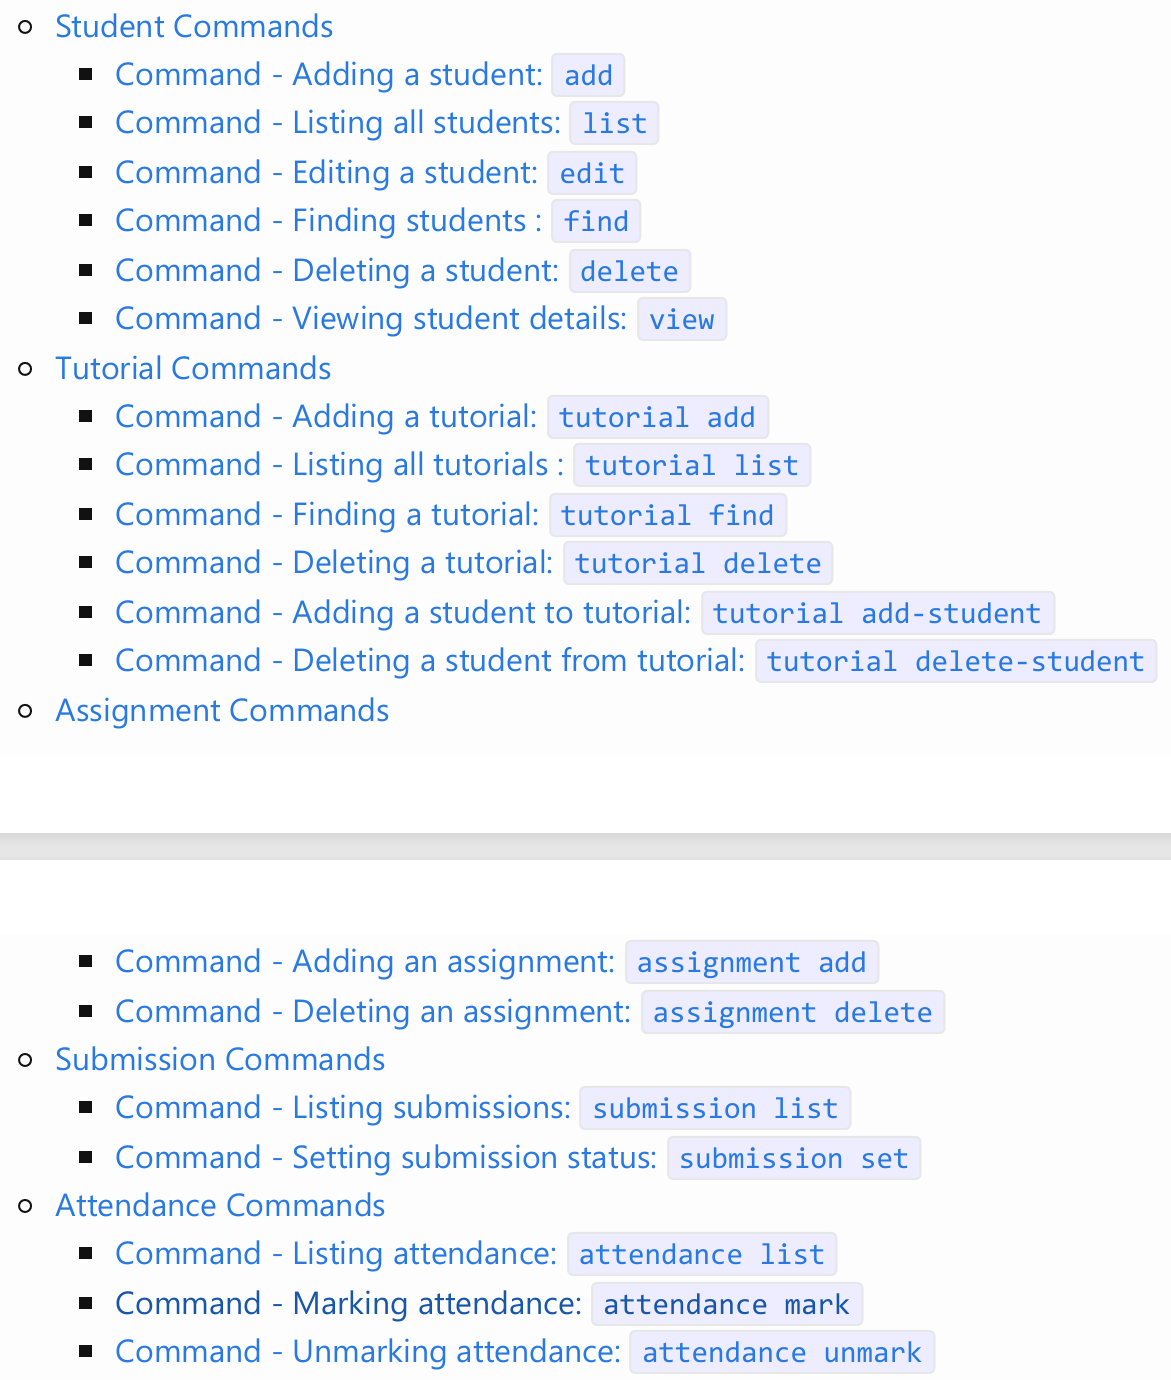 Student Commands
Command - Adding a student: add
Command - Listing all students: list
Command - Editing a student: edit
Command - Finding students : find
Command - Deleting a student: delete
Command - Viewing student details: view
Tutorial Commands
Command - Adding a tutorial: tutorial add
Command - Listing all tutorials : tutorial list
Command - Finding a tutorial: tutorial find
Command - Deleting a tutorial: tutorial delete
Command - Adding a student to tutorial: tutorial add-student
Command - Deleting a student from tutorial: tutorial delete-student
Assignment Commands
Command - Adding an assignment: assignment add
Command - Deleting an assignment: assignment delete
Submission Commands
Command - Listing submissions: submission list
Command - Setting submission status: submission set
Attendance Commands
Command - Listing attendance: attendance list
Command - Marking attendance: attendance mark
Command - Unmarking attendance: attendance unmark